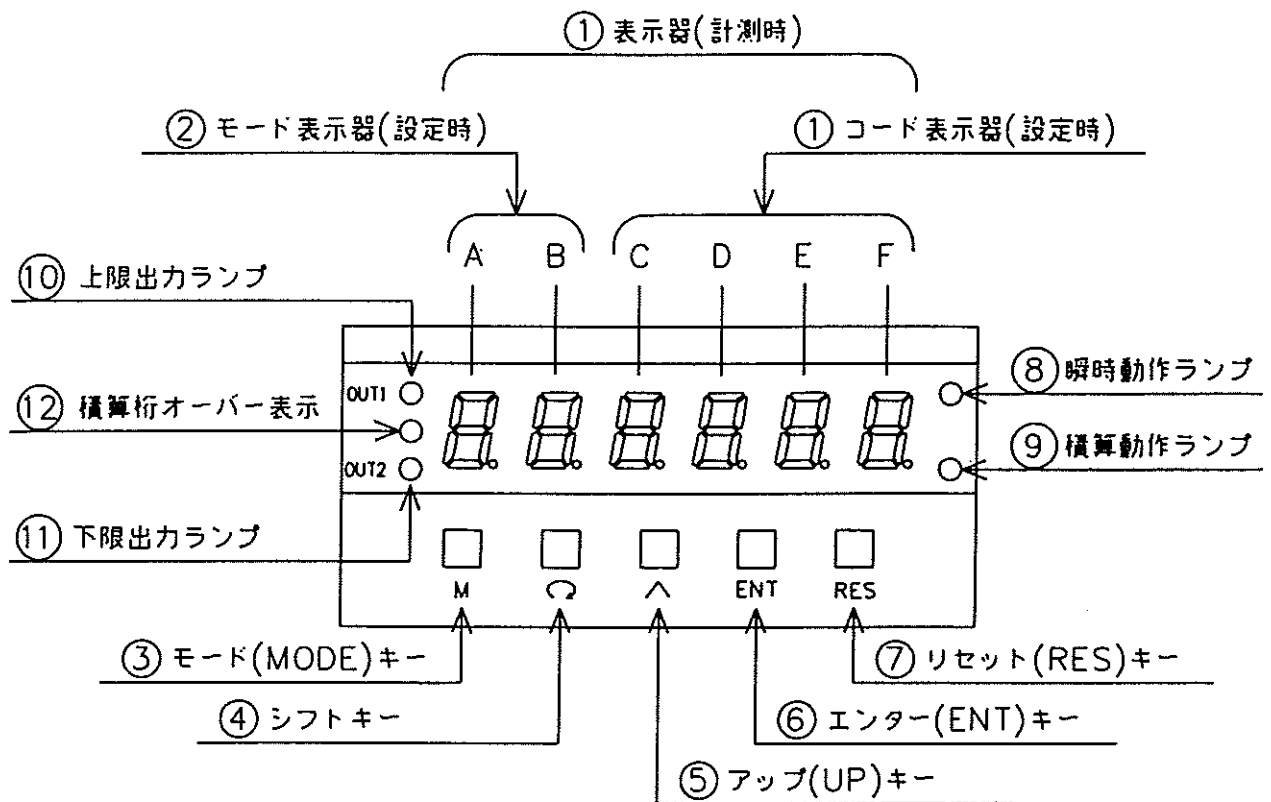 ① 表示器(計測時)
② モード表示器(設定時)
① コード表示器(設定時)
A B C D E F
⑩ 上限出力ランプ
⑧ 瞬時動作ランプ
OUT1
⑫ 積算桁オーバー表示
⑨ 積算動作ランプ
OUT2
⑪ 下限出力ランプ
M ENT RES
③ モード(MODE)キー
⑦ リセット(RES)キー
④ シフトキー
⑥ エンター(ENT)キー
⑤ アップ(UP)キー